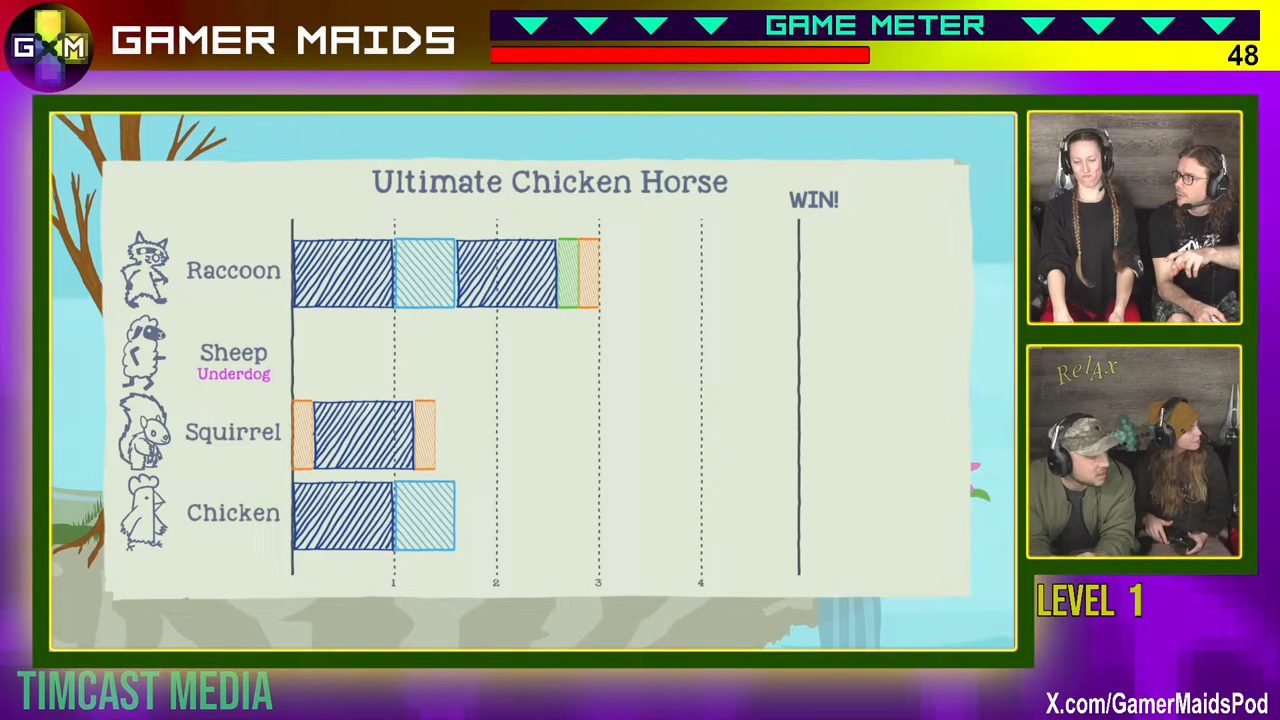 GXM
GAMER MAIDS
GAME METER
48
Ultimate Chicken Horse
WIN!
Raccoon
Sheep
Underdog
Squirrel
Chicken
1 2 3 4
RelAx
LEVEL 1
TIMCAST MEDIA
X.com/GamerMaidsPod